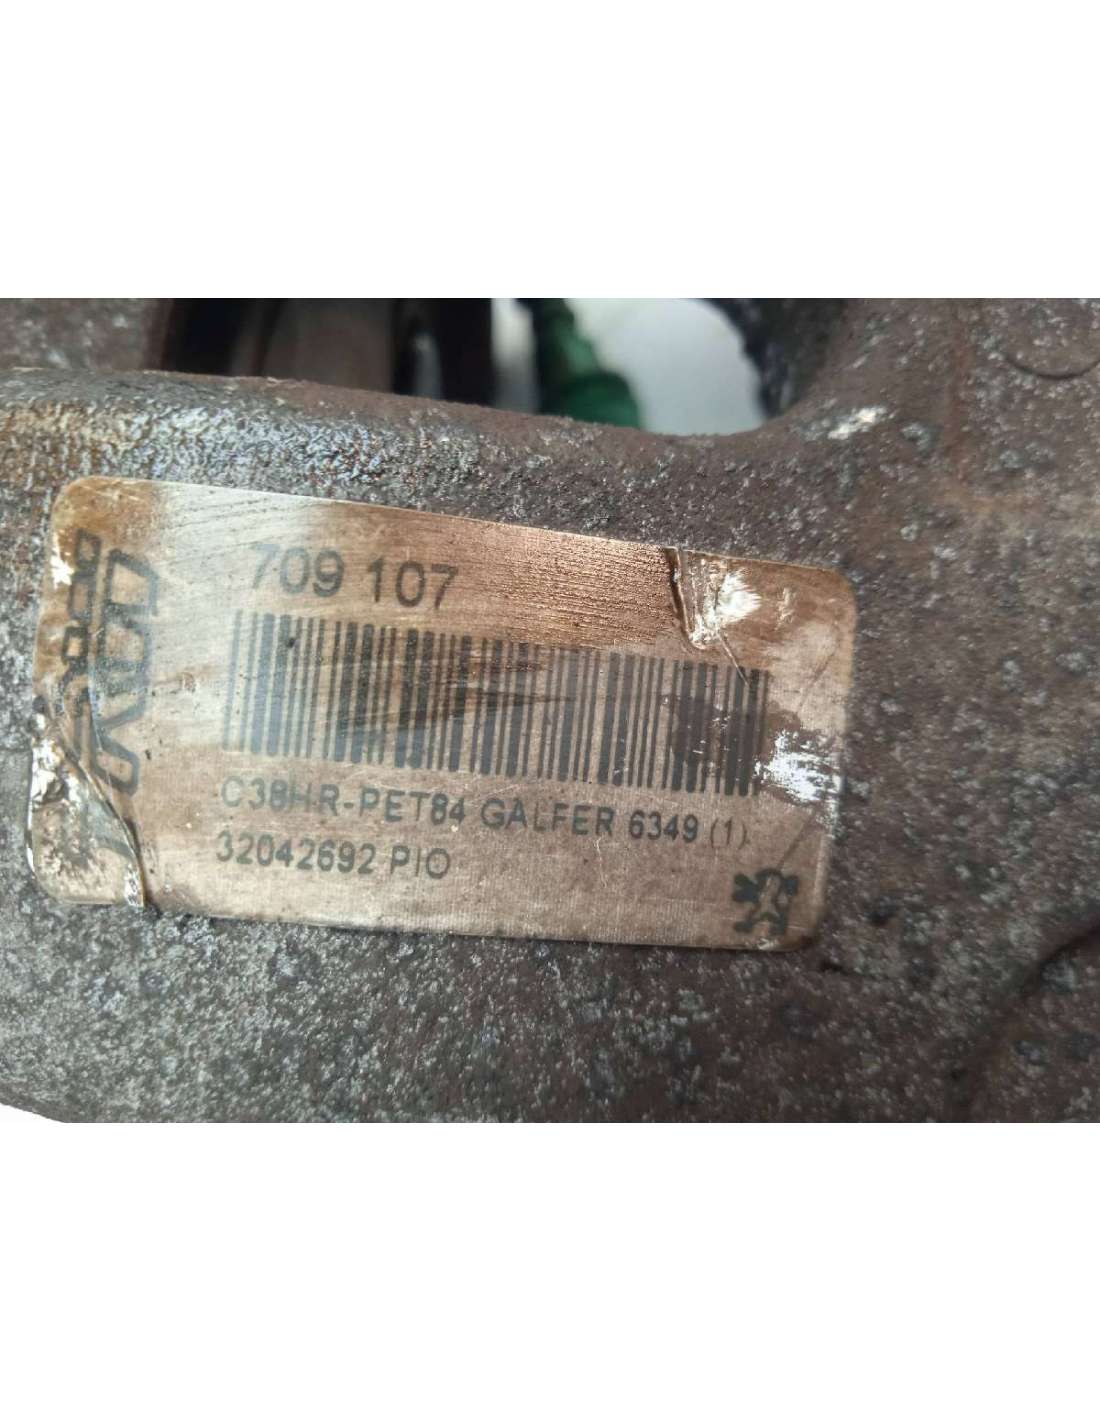 709 107
C38HR-PET84 GALFER 6349 (1)
32042692 PIO